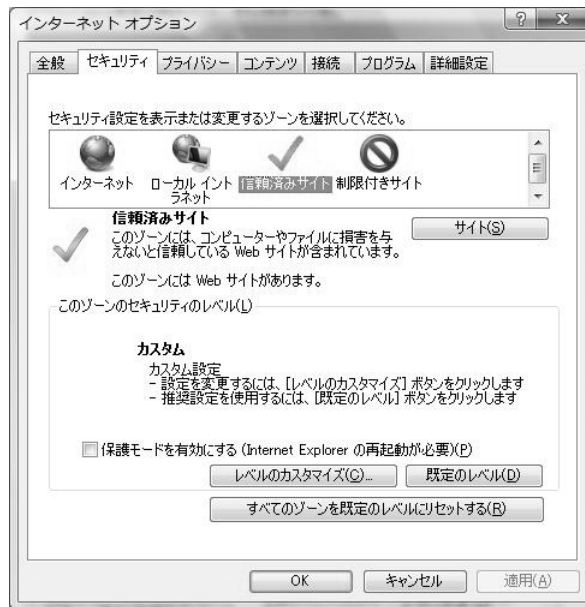 インターネット オプション
全般 セキュリティ プライバシー コンテンツ 接続 プログラム 詳細設定
セキュリティ設定を表示または変更するゾーンを選択してください。
インターネット
ローカル イント
ラネット
信頼済みサイト
制限付きサイト
信頼済みサイト
サイト(S)
このゾーンには、コンピューターやファイルに損害を与
えないと信頼している Web サイトが含まれています。
このゾーンには Web サイトがあります。
このゾーンのセキュリティのレベル(L)
カスタム
カスタム設定
- 設定を変更するには、[レベルのカスタマイズ] ボタンをクリックします
- 推奨設定を使用するには、[既定のレベル] ボタンをクリックします
保護モードを有効にする (Internet Explorer の再起動が必要)(P)
レベルのカスタマイズ(C)... 既定のレベル(D)
すべてのゾーンを既定のレベルにリセットする(R)
OK キャンセル 適用(A)